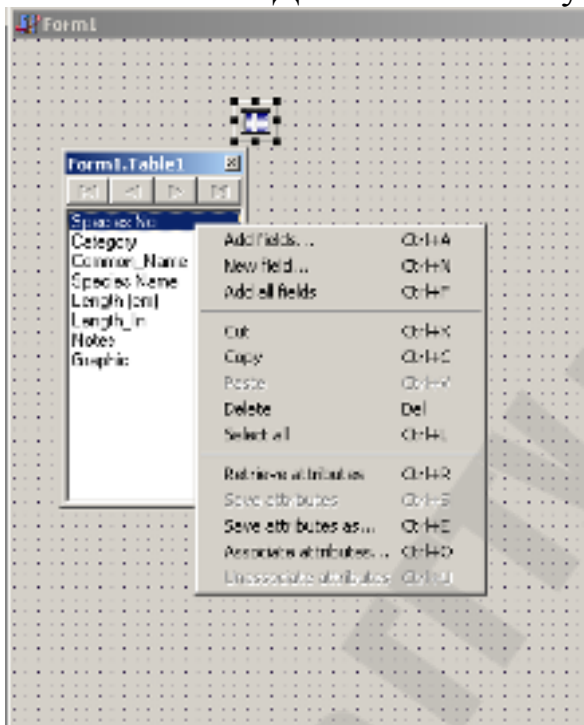 Form1
Form1.Table1
Species No
Category
Common_Name
Species Name
Length (cm)
Length_In
Notes
Graphic
Add fields... Ctrl+A
New field... Ctrl+N
Add all fields Ctrl+F
Cut Ctrl+X
Copy Ctrl+C
Paste Ctrl+V
Delete Del
Select all Ctrl+L
Retrieve attributes Ctrl+R
Save attributes Ctrl+S
Save attributes as... Ctrl+E
Associate attributes... Ctrl+O
Unassociate attributes Ctrl+U